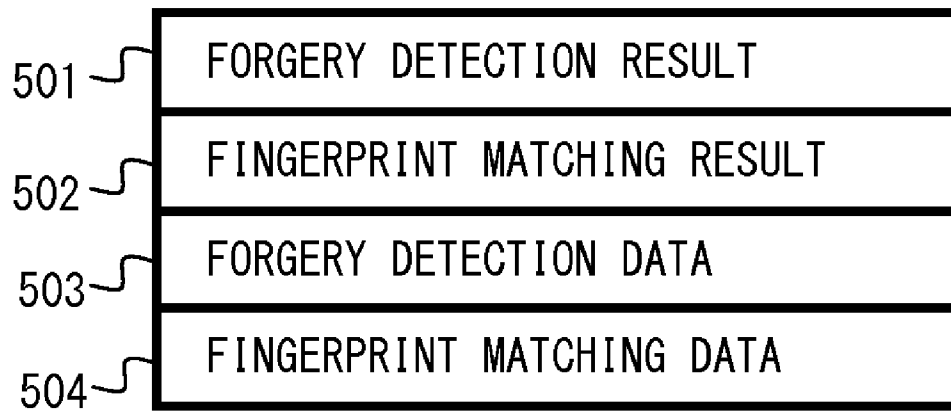 501 FORGERY DETECTION RESULT
502 FINGERPRINT MATCHING RESULT
503 FORGERY DETECTION DATA
504 FINGERPRINT MATCHING DATA